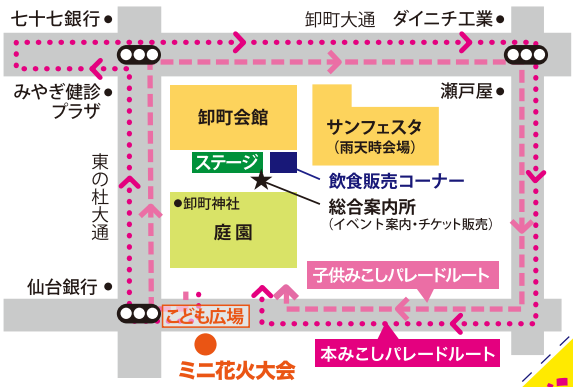 七十七銀行
卸町大通
ダイニチ工業
みやぎ健診
プラザ
瀬戸屋
卸町会館
サンフェスタ
（雨天時会場）
ステージ
飲食販売コーナー
東の杜大通
卸町神社
庭園
総合案内所
（イベント案内・チケット販売）
仙台銀行
子供みこしパレードルート
こども広場
本みこしパレードルート
ミニ花火大会